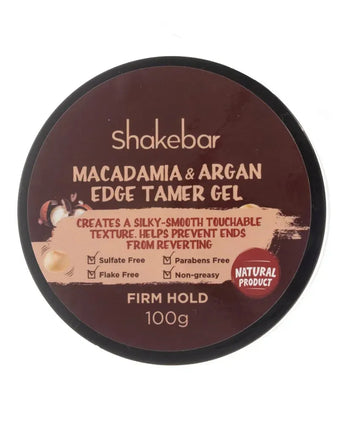 shakebar
MACADAMIA & ARGAN
EDGE TAMER GEL
CREATES A SILKY-SMOOTH TOUCHABLE
TEXTURE. HELPS PREVENT ENDS
FROM REVERTING
Sulfate Free
Parabens Free
Flake Free
Non-greasy
NATURAL
PRODUCT
FIRM HOLD
100g